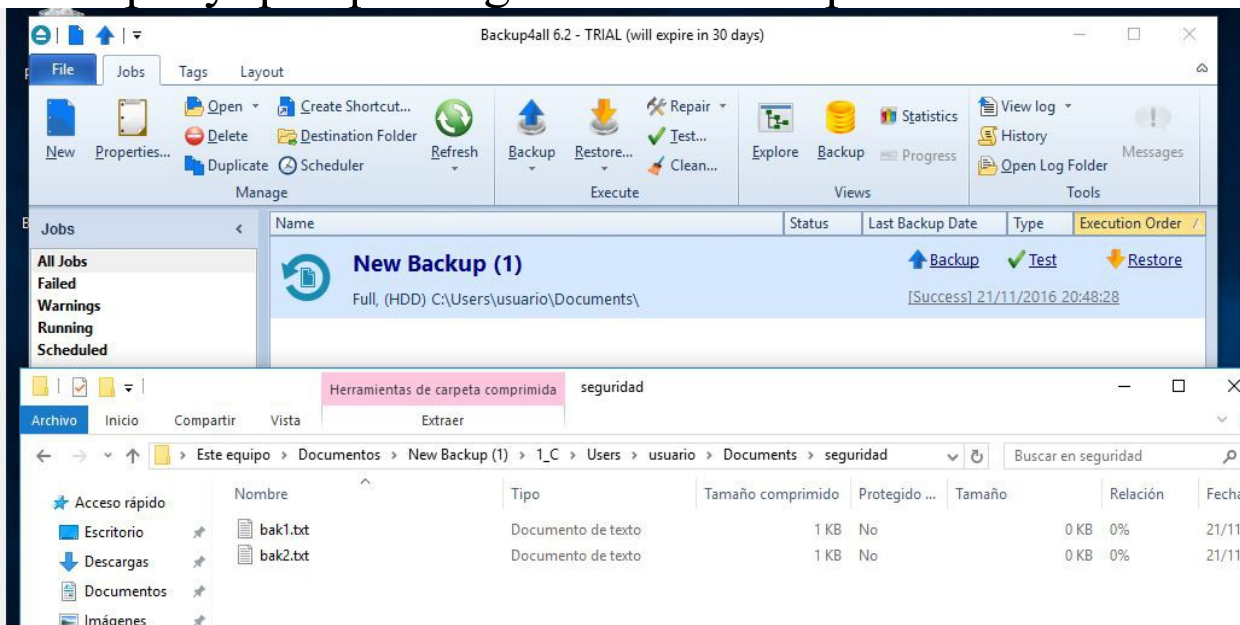 Backup4all 6.2 - TRIAL (will expire in 30 days)
File Jobs Tags Layout
Open Create Shortcut... Repair View log
Delete Destination Folder Test... Statistics History
New Properties... Duplicate Scheduler Refresh Backup Restore... Clean... Explore Backup Progress Open Log Folder Messages
Manage Execute Views Tools
Jobs Name Status Last Backup Date Type Execution Order
All Jobs
Failed
Warnings
Running
Scheduled
New Backup (1) Backup Test Restore
Full, (HDD) C:\Users\usuario\Documents\ [Success] 21/11/2016 20:48:28
Herramientas de carpeta comprimida seguridad
Archivo Inicio Compartir Vista Extraer
Este equipo > Documentos > New Backup (1) > 1_C > Users > usuario > Documents > seguridad Buscar en seguridad
Acceso rápido Nombre Tipo Tamaño comprimido Protegido ... Tamaño Relación Fecha
Escritorio bak1.txt Documento de texto 1 KB No 0 KB 0% 21/11
Descargas bak2.txt Documento de texto 1 KB No 0 KB 0% 21/11
Documentos
Imágenes